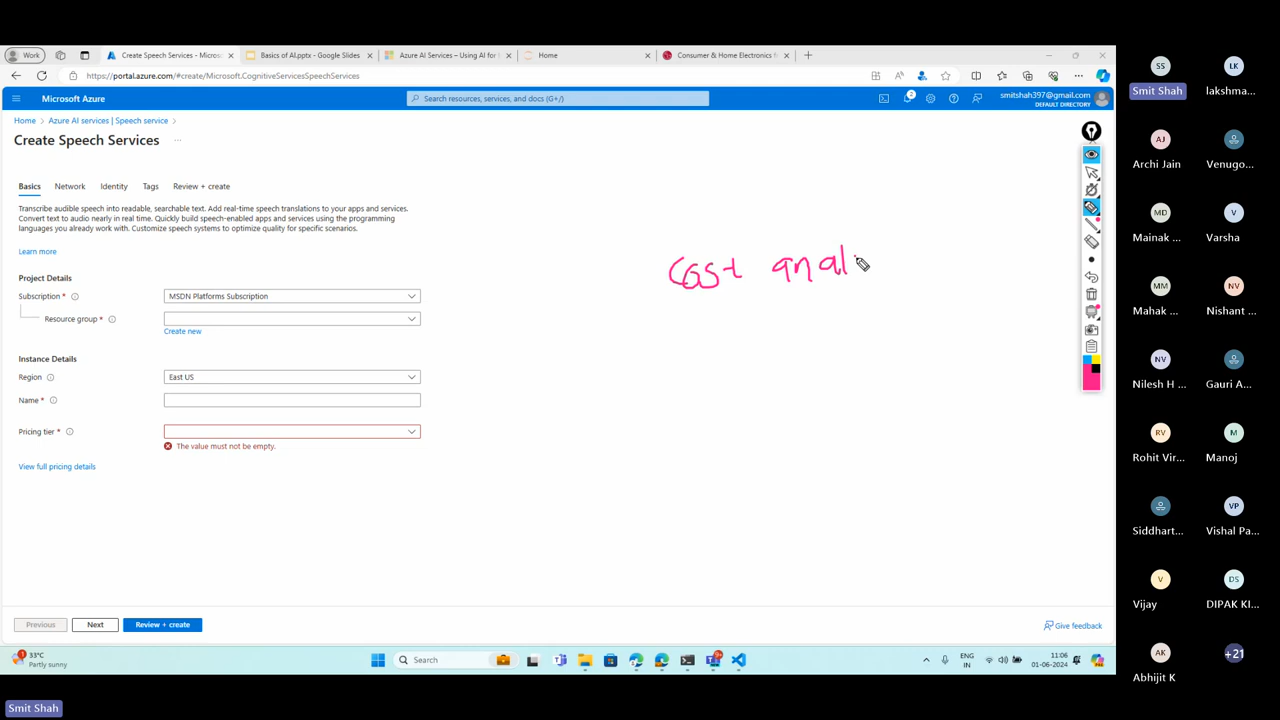 Work
Create Speech Services - Micros
Basics of AI.pptx - Google Slides
Azure AI Services – Using AI for
Home
Consumer & Home Electronics f
https://portal.azure.com/#create/Microsoft.CognitiveServicesSpeechServices
Microsoft Azure
Search resources, services, and docs (G+/)
2
smitshah397@gmail.com
DEFAULT DIRECTORY
Home > Azure AI services | Speech service >
Create Speech Services ...
Basics Network Identity Tags Review + create
Transcribe audible speech into readable, searchable text. Add real-time speech translations to your apps and services.
Convert text to audio nearly in real time. Quickly build speech-enabled apps and services using the programming
languages you already work with. Customize speech systems to optimize quality for specific scenarios.
Learn more
Project Details
Subscription * MSDN Platforms Subscription
Resource group *
Create new
Instance Details
Region East US
Name *
Pricing tier *
The value must not be empty.
View full pricing details
Cost anal
Previous Next Review + create
Give feedback
33°C
Partly sunny
Search
ENG
IN
11:06
01-06-2024
Smit Shah
SS LK
Smit Shah lakshma...
AJ
Archi Jain Venugo...
MD V
Mainak ... Varsha
MM NV
Mahak ... Nishant ...
NV
Nilesh H ... Gauri A...
RV M
Rohit Vir... Manoj
VP
Siddhart... Vishal Pa...
V DS
Vijay DIPAK KI...
AK +21
Abhijit K